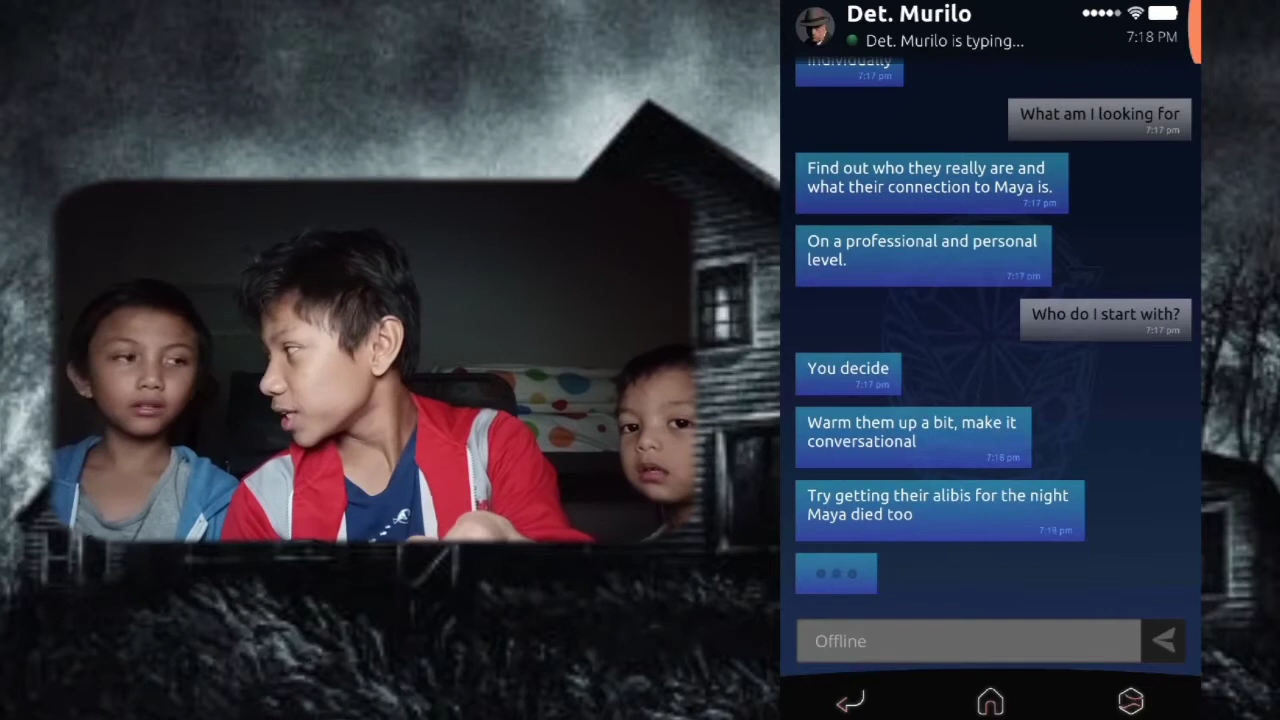 Det. Murilo
Det. Murilo is typing...
7:18 PM
individually
7:17 pm
What am I looking for
7:17 pm
Find out who they really are and
what their connection to Maya is.
7:17 pm
On a professional and personal
level.
7:17 pm
Who do I start with?
7:17 pm
You decide
7:17 pm
Warm them up a bit, make it
conversational
7:18 pm
Try getting their alibis for the night
Maya died too
7:18 pm
Offline